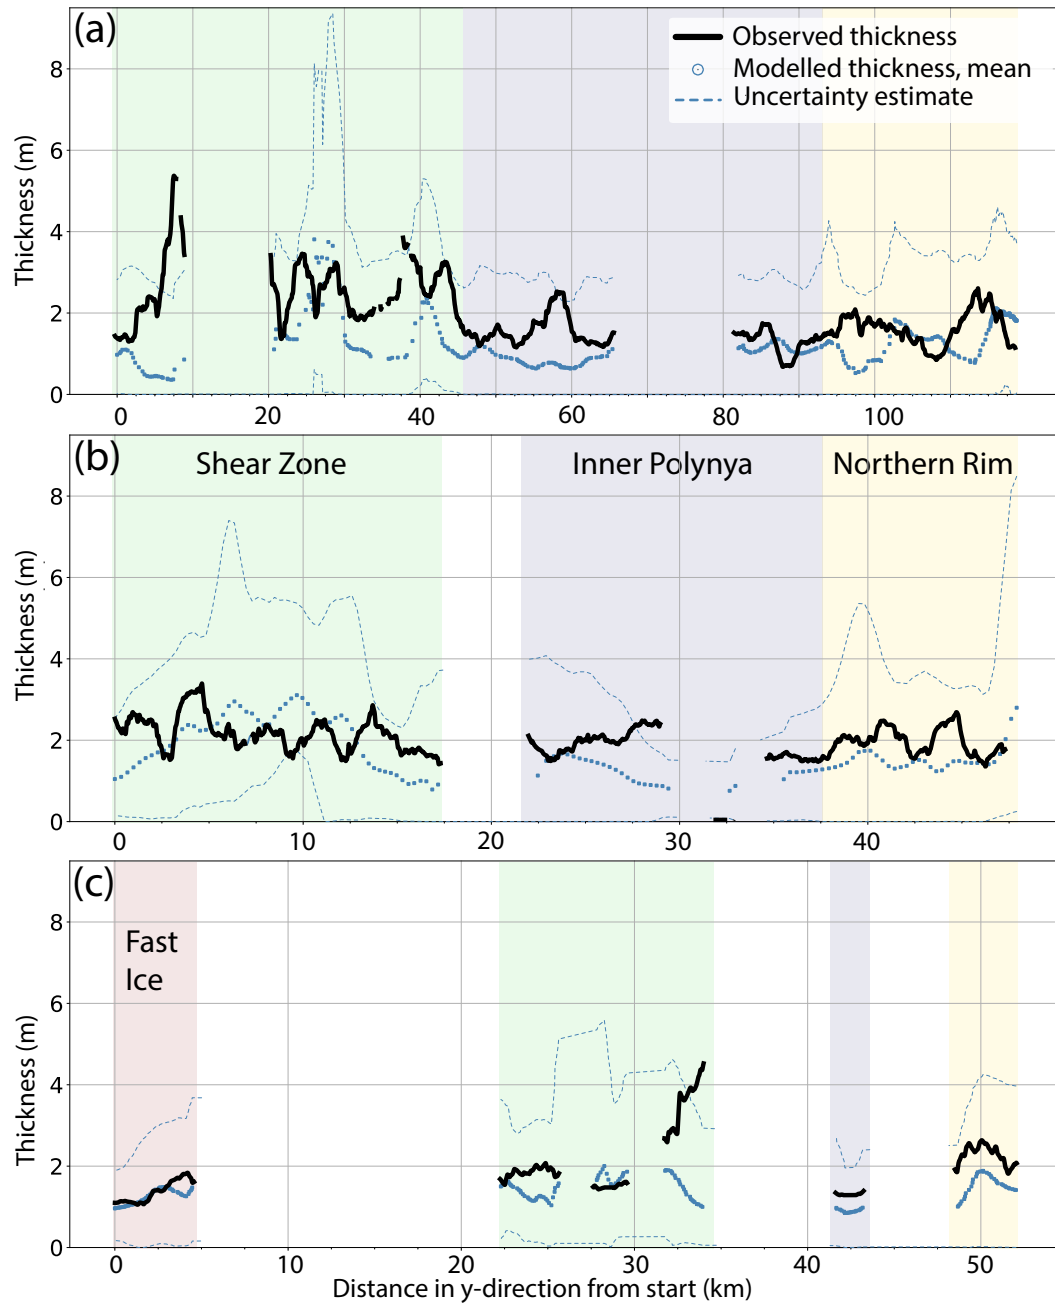 (a)
Observed thickness
Modelled thickness, mean
Uncertainty estimate
Thickness (m)
8
6
4
2
0
0 20 40 60 80 100
(b)
Shear Zone Inner Polynya Northern Rim
Thickness (m)
8
6
4
2
0
0 10 20 30 40
(c)
Fast
Ice
Thickness (m)
8
6
4
2
0
0 10 20 30 40 50
Distance in y-direction from start (km)